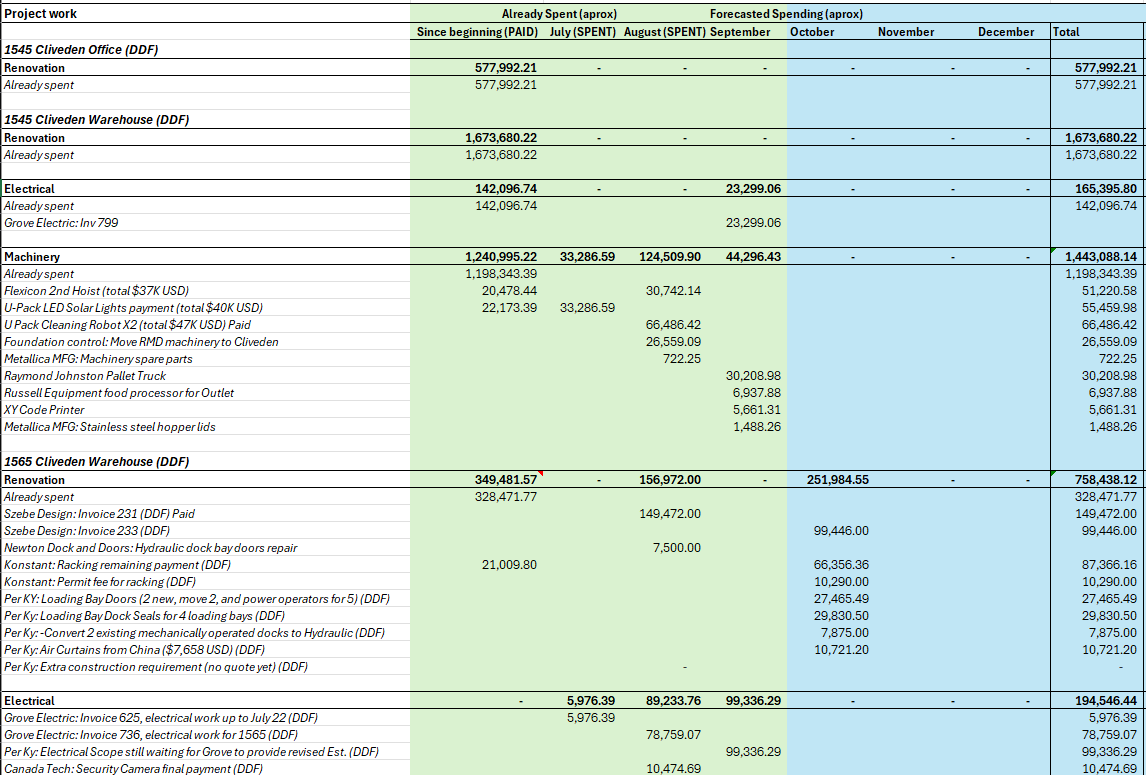 Project work Already Spent (aprox) Forecasted Spending (aprox)
Since beginning (PAID) July (SPENT) August (SPENT) September October November December Total
1545 Cliveden Office (DDF)
Renovation 577,992.21 - - - - - - 577,992.21
Already spent 577,992.21 577,992.21
1545 Cliveden Warehouse (DDF)
Renovation 1,673,680.22 - - - - - - 1,673,680.22
Already spent 1,673,680.22 1,673,680.22
Electrical 142,096.74 - - 23,299.06 - - - 165,395.80
Already spent 142,096.74 142,096.74
Grove Electric: Inv 799 23,299.06
Machinery 1,240,995.22 33,286.59 124,509.90 44,296.43 - - - 1,443,088.14
Already spent 1,198,343.39 1,198,343.39
Flexicon 2nd Hoist (total $37K USD) 20,478.44 30,742.14 51,220.58
U-Pack LED Solar Lights payment (total $40K USD) 22,173.39 33,286.59 55,459.98
U Pack Cleaning Robot X2 (total $47K USD) Paid 66,486.42 66,486.42
Foundation control: Move RMD machinery to Cliveden 26,559.09 26,559.09
Metallica MFG: Machinery spare parts 722.25 722.25
Raymond Johnston Pallet Truck 30,208.98 30,208.98
Russell Equipment food processor for Outlet 6,937.88 6,937.88
XY Code Printer 5,661.31 5,661.31
Metallica MFG: Stainless steel hopper lids 1,488.26 1,488.26
1565 Cliveden Warehouse (DDF)
Renovation 349,481.57 - 156,972.00 - 251,984.55 - - 758,438.12
Already spent 328,471.77 328,471.77
Szebe Design: Invoice 231 (DDF) Paid 149,472.00 149,472.00
Szebe Design: Invoice 233 (DDF) 99,446.00 99,446.00
Newton Dock and Doors: Hydraulic dock bay doors repair 7,500.00
Konstant: Racking remaining payment (DDF) 21,009.80 66,356.36 87,366.16
Konstant: Permit fee for racking (DDF) 10,290.00 10,290.00
Per KY: Loading Bay Doors (2 new, move 2, and power operators for 5) (DDF) 27,465.49 27,465.49
Per Ky: Loading Bay Dock Seals for 4 loading bays (DDF) 29,830.50 29,830.50
Per Ky: -Convert 2 existing mechanically operated docks to Hydraulic (DDF) 7,875.00 7,875.00
Per Ky: Air Curtains from China ($7,658 USD) (DDF) 10,721.20 10,721.20
Per Ky: Extra construction requirement (no quote yet) (DDF) - -
Electrical - 5,976.39 89,233.76 99,336.29 - - - 194,546.44
Grove Electric: Invoice 625, electrical work up to July 22 (DDF) 5,976.39 5,976.39
Grove Electric: Invoice 736, electrical work for 1565 (DDF) 78,759.07 78,759.07
Per Ky: Electrical Scope still waiting for Grove to provide revised Est. (DDF) 99,336.29 99,336.29
Canada Tech: Security Camera final payment (DDF) 10,474.69 10,474.69